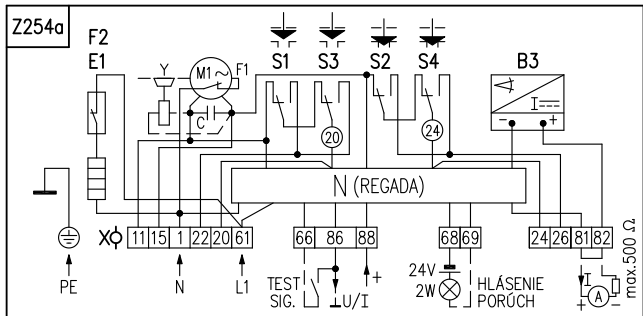 Z254a
F2
E1
Y
M1 ~
F1
C
S1
S3
S2
S4
B3
I
- +
20
24
N (REGADA)
X
11 15 1 22 20 61
66 86 88
68 69
24 26 81 82
PE
N
L1
TEST
SIG.
U/I
+
24V
2W
HLÁSENIE
PORÚCH
I
+ A -
max.500 Ω